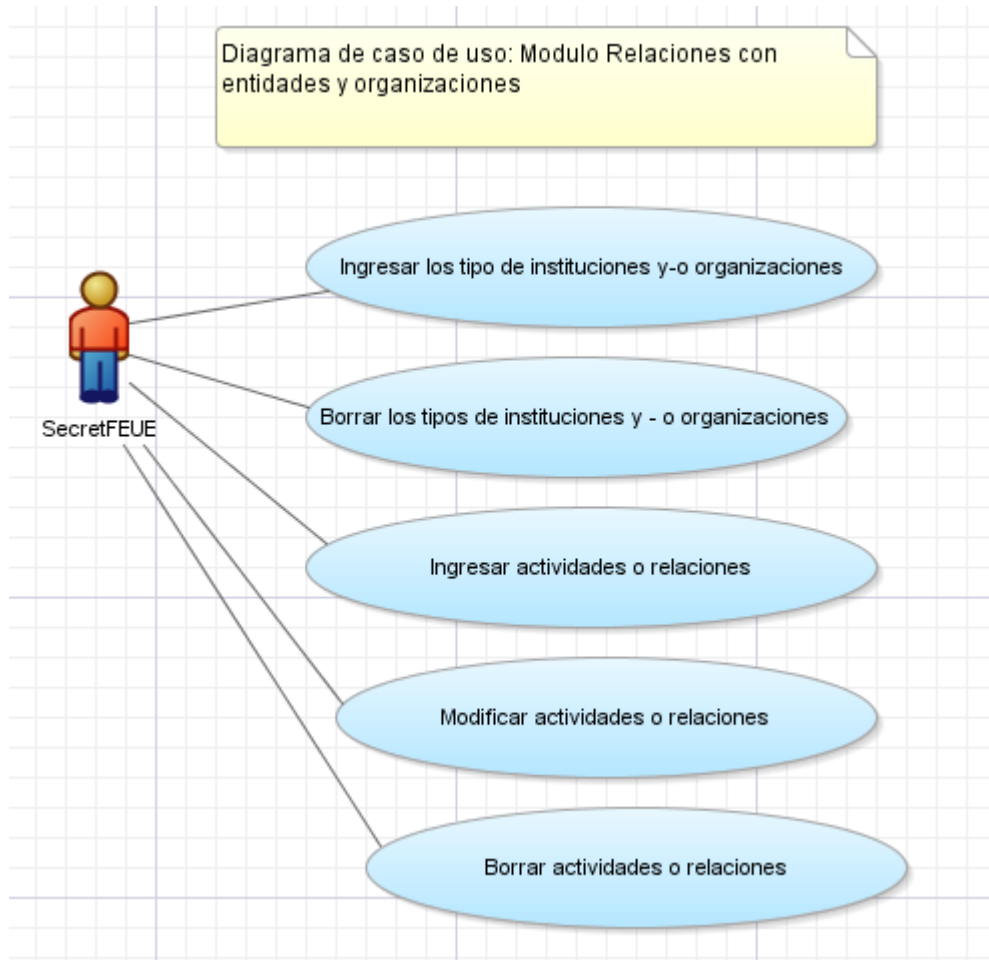 Diagrama de caso de uso: Modulo Relaciones con
entidades y organizaciones
Ingresar los tipo de instituciones y-o organizaciones
Borrar los tipos de instituciones y - o organizaciones
SecretFEUE
Ingresar actividades o relaciones
Modificar actividades o relaciones
Borrar actividades o relaciones